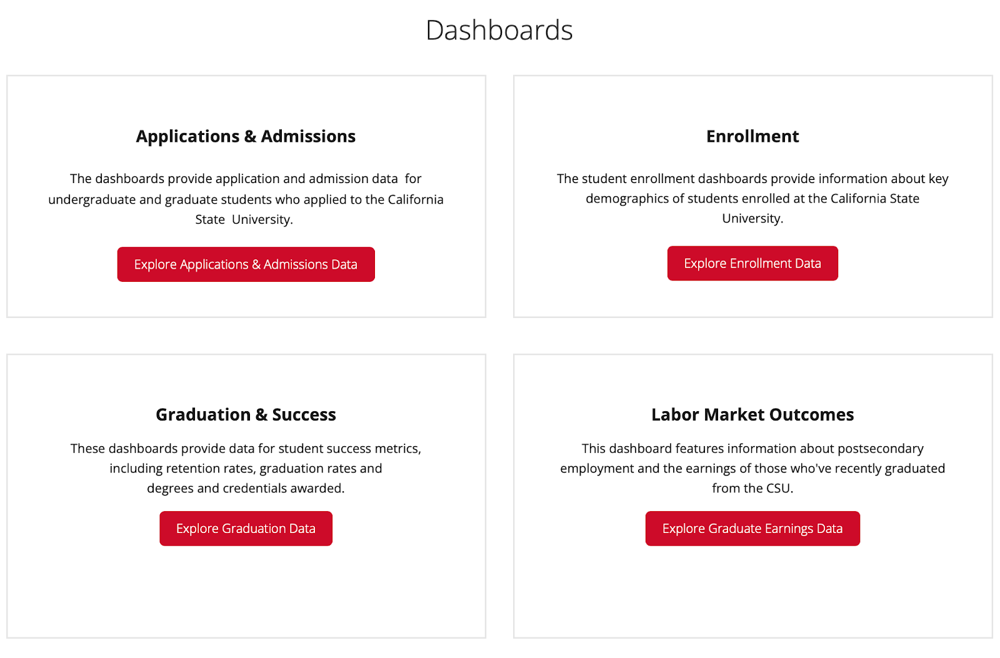 Dashboards
Applications & Admissions
The dashboards provide application and admission data  for
undergraduate and graduate students who applied to the California
State  University.
Explore Applications & Admissions Data
Enrollment
The student enrollment dashboards provide information about key
demographics of students enrolled at the California State
University.
Explore Enrollment Data
Graduation & Success
These dashboards provide data for student success metrics,
including retention rates, graduation rates and
degrees and credentials awarded.
Explore Graduation Data
Labor Market Outcomes
This dashboard features information about postsecondary
employment and the earnings of those who've recently graduated
from the CSU.
Explore Graduate Earnings Data